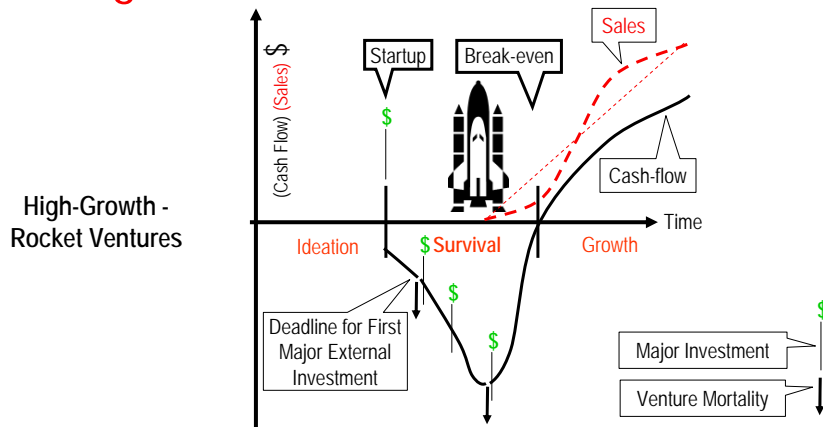 Sales
Startup
Break-even
$
(Cash Flow) (Sales) $
Cash-flow
High-Growth -
Rocket Ventures
Time
Ideation
$
Survival
Growth
$
Deadline for First
Major External
Investment
$
$
Major Investment
Venture Mortality